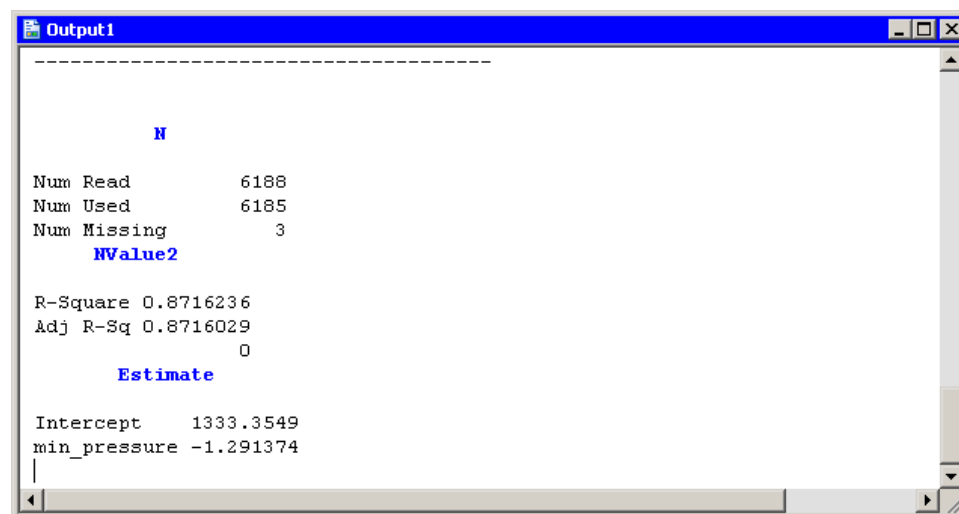 Output1
--------------------------------------
N
Num Read 6188
Num Used 6185
Num Missing 3
NValue2
R-Square 0.8716236
Adj R-Sq 0.8716029
0
Estimate
Intercept 1333.3549
min_pressure -1.291374